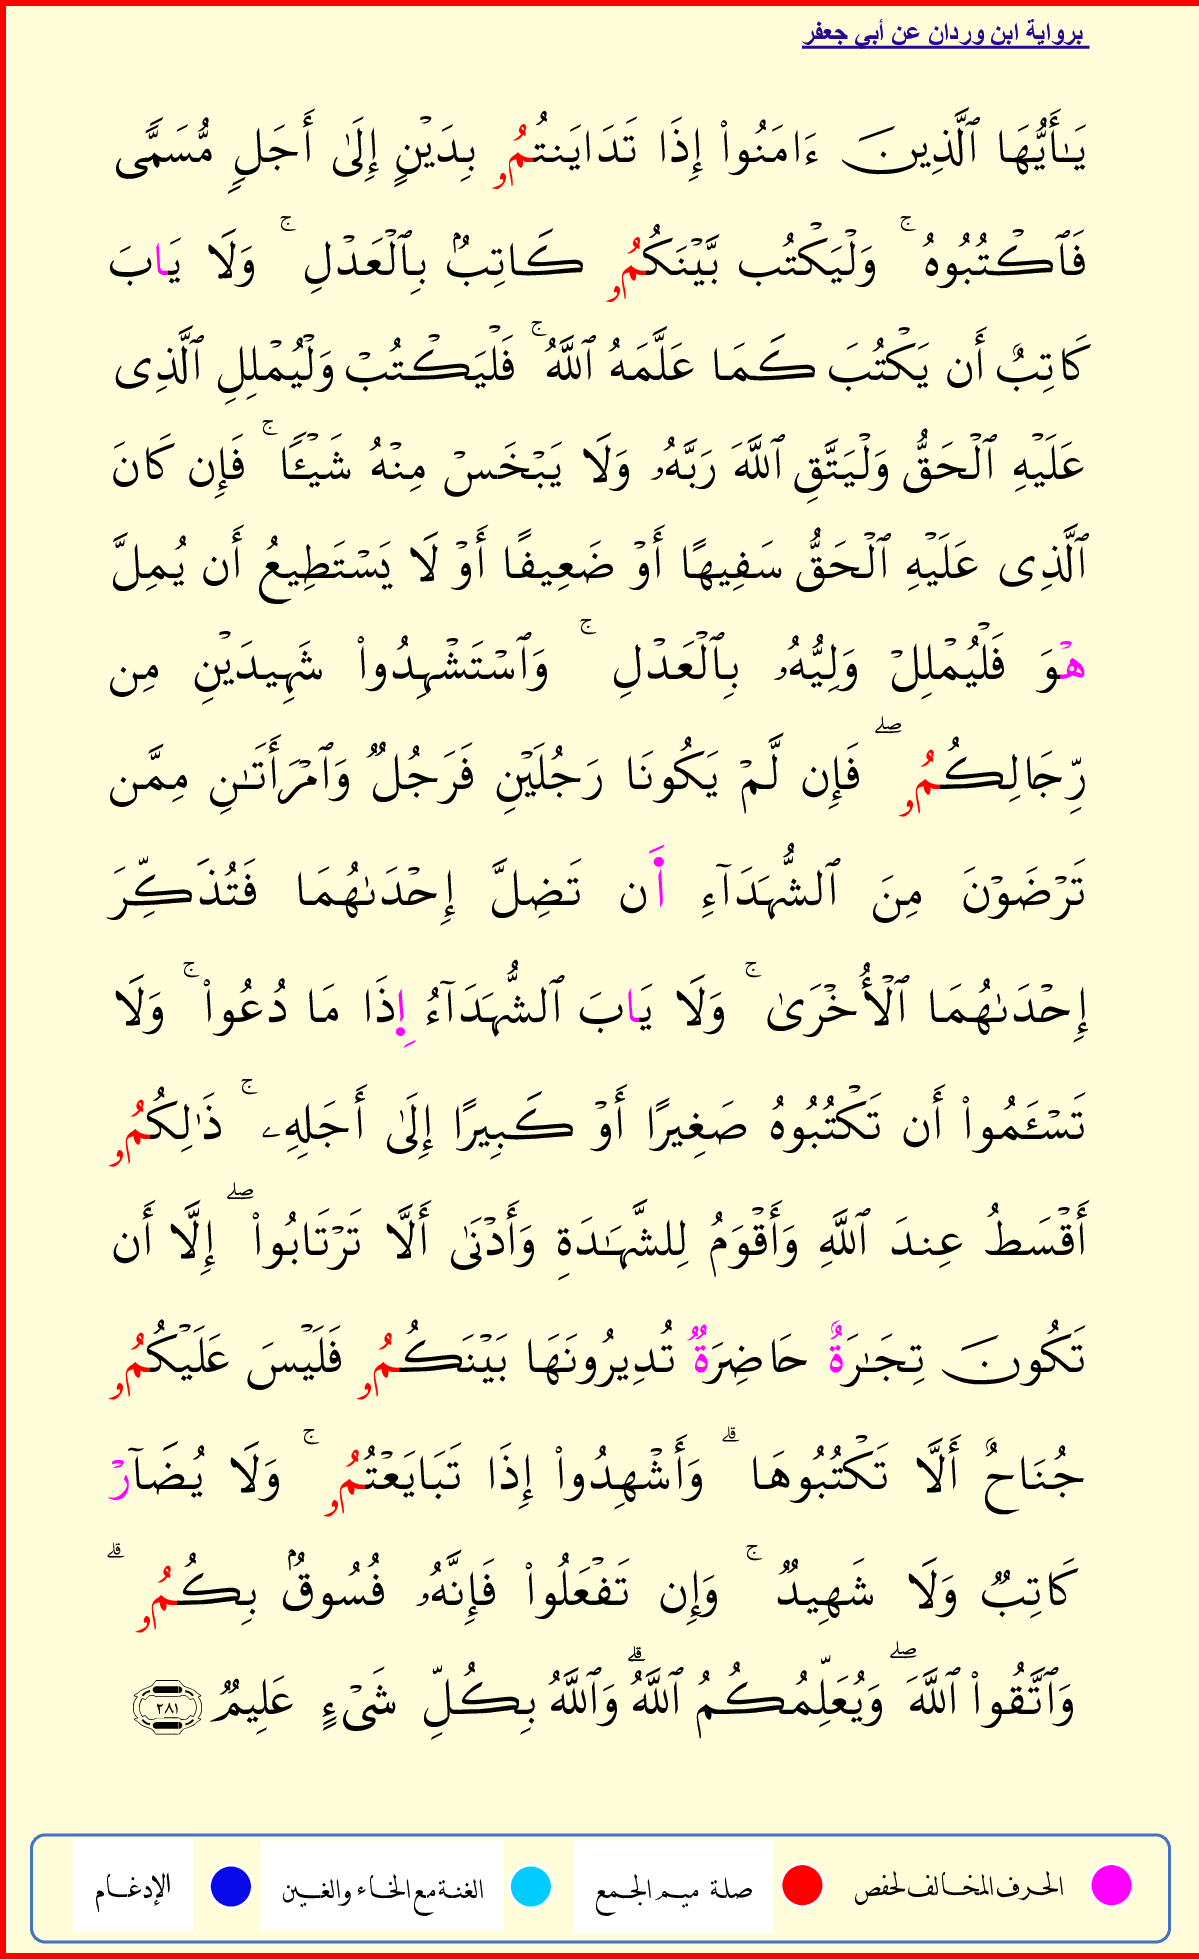 برواية ابن وردان عن أبي جعفر
يَـٰٓأَيُّهَا ٱلَّذِينَ ءَامَنُوا۟ إِذَا تَدَايَنتُمُۥ بِدَيْنٍ إِلَىٰ أَجَلٍ مُّسَمًّى
فَٱكْتُبُوهُ ۚ وَلْيَكْتُب بَّيْنَكُمُۥ كَاتِبٌۢ بِٱلْعَدْلِ ۚ وَلَا يَابَ
كَاتِبٌ أَن يَكْتُبَ كَمَا عَلَّمَهُ ٱللَّهُ ۚ فَلْيَكْتُبْ وَلْيُمْلِلِ ٱلَّذِى
عَلَيْهِ ٱلْحَقُّ وَلْيَتَّقِ ٱللَّهَ رَبَّهُۥ وَلَا يَبْخَسْ مِنْهُ شَيْـًٔا ۚ فَإِن كَانَ
ٱلَّذِى عَلَيْهِ ٱلْحَقُّ سَفِيهًا أَوْ ضَعِيفًا أَوْ لَا يَسْتَطِيعُ أَن يُمِلَّ
هْوَ فَلْيُمْلِلْ وَلِيُّهُۥ بِٱلْعَدْلِ ۚ وَٱسْتَشْهِدُوا۟ شَهِيدَيْنِ مِن
رِّجَالِكُمُۥ ۖ فَإِن لَّمْ يَكُونَا رَجُلَيْنِ فَرَجُلٌ وَٱمْرَأَتَـٰنِ مِمَّن
تَرْضَوْنَ مِنَ ٱلشُّهَدَآءِ اَ۬ن تَضِلَّ إِحْدَىٰهُمَا فَتُذَكِّرَ
إِحْدَىٰهُمَا ٱلْأُخْرَىٰ ۚ وَلَا يَابَ ٱلشُّهَدَآءُ اِ۪ذَا مَا دُعُوا۟ ۚ وَلَا
تَسْـَٔمُوا۟ أَن تَكْتُبُوهُ صَغِيرًا أَوْ كَبِيرًا إِلَىٰ أَجَلِهِۦ ۚ ذَٰلِكُمُۥ
أَقْسَطُ عِندَ ٱللَّهِ وَأَقْوَمُ لِلشَّهَـٰدَةِ وَأَدْنَىٰ أَلَّا تَرْتَابُوا۟ ۖ إِلَّا أَن
تَكُونَ تِجَـٰرَةٌ حَاضِرَةٌ تُدِيرُونَهَا بَيْنَكُمُۥ فَلَيْسَ عَلَيْكُمُۥ
جُنَاحٌ أَلَّا تَكْتُبُوهَا ۗ وَأَشْهِدُوا۟ إِذَا تَبَايَعْتُمُۥ ۚ وَلَا يُضَآرْ
كَاتِبٌ وَلَا شَهِيدٌ ۚ وَإِن تَفْعَلُوا۟ فَإِنَّهُۥ فُسُوقٌۢ بِكُمُۥ ۗ
وَٱتَّقُوا۟ ٱللَّهَ ۖ وَيُعَلِّمُكُمُ ٱللَّهُ ۗ وَٱللَّهُ بِكُلِّ شَىْءٍ عَلِيمٌ ٢٨١
الحرف المخالف لحفص صلة ميم الجمع الغنة مع الخاء والغين الإدغام